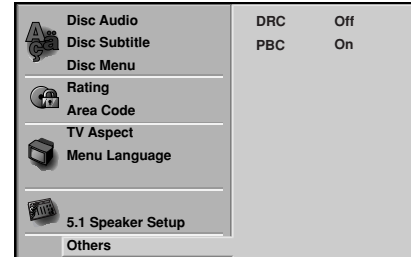 Disc Audio
Disc Subtitle
Disc Menu
Rating
Area Code
TV Aspect
Menu Language
5.1 Speaker Setup
Others
DRC Off
PBC On